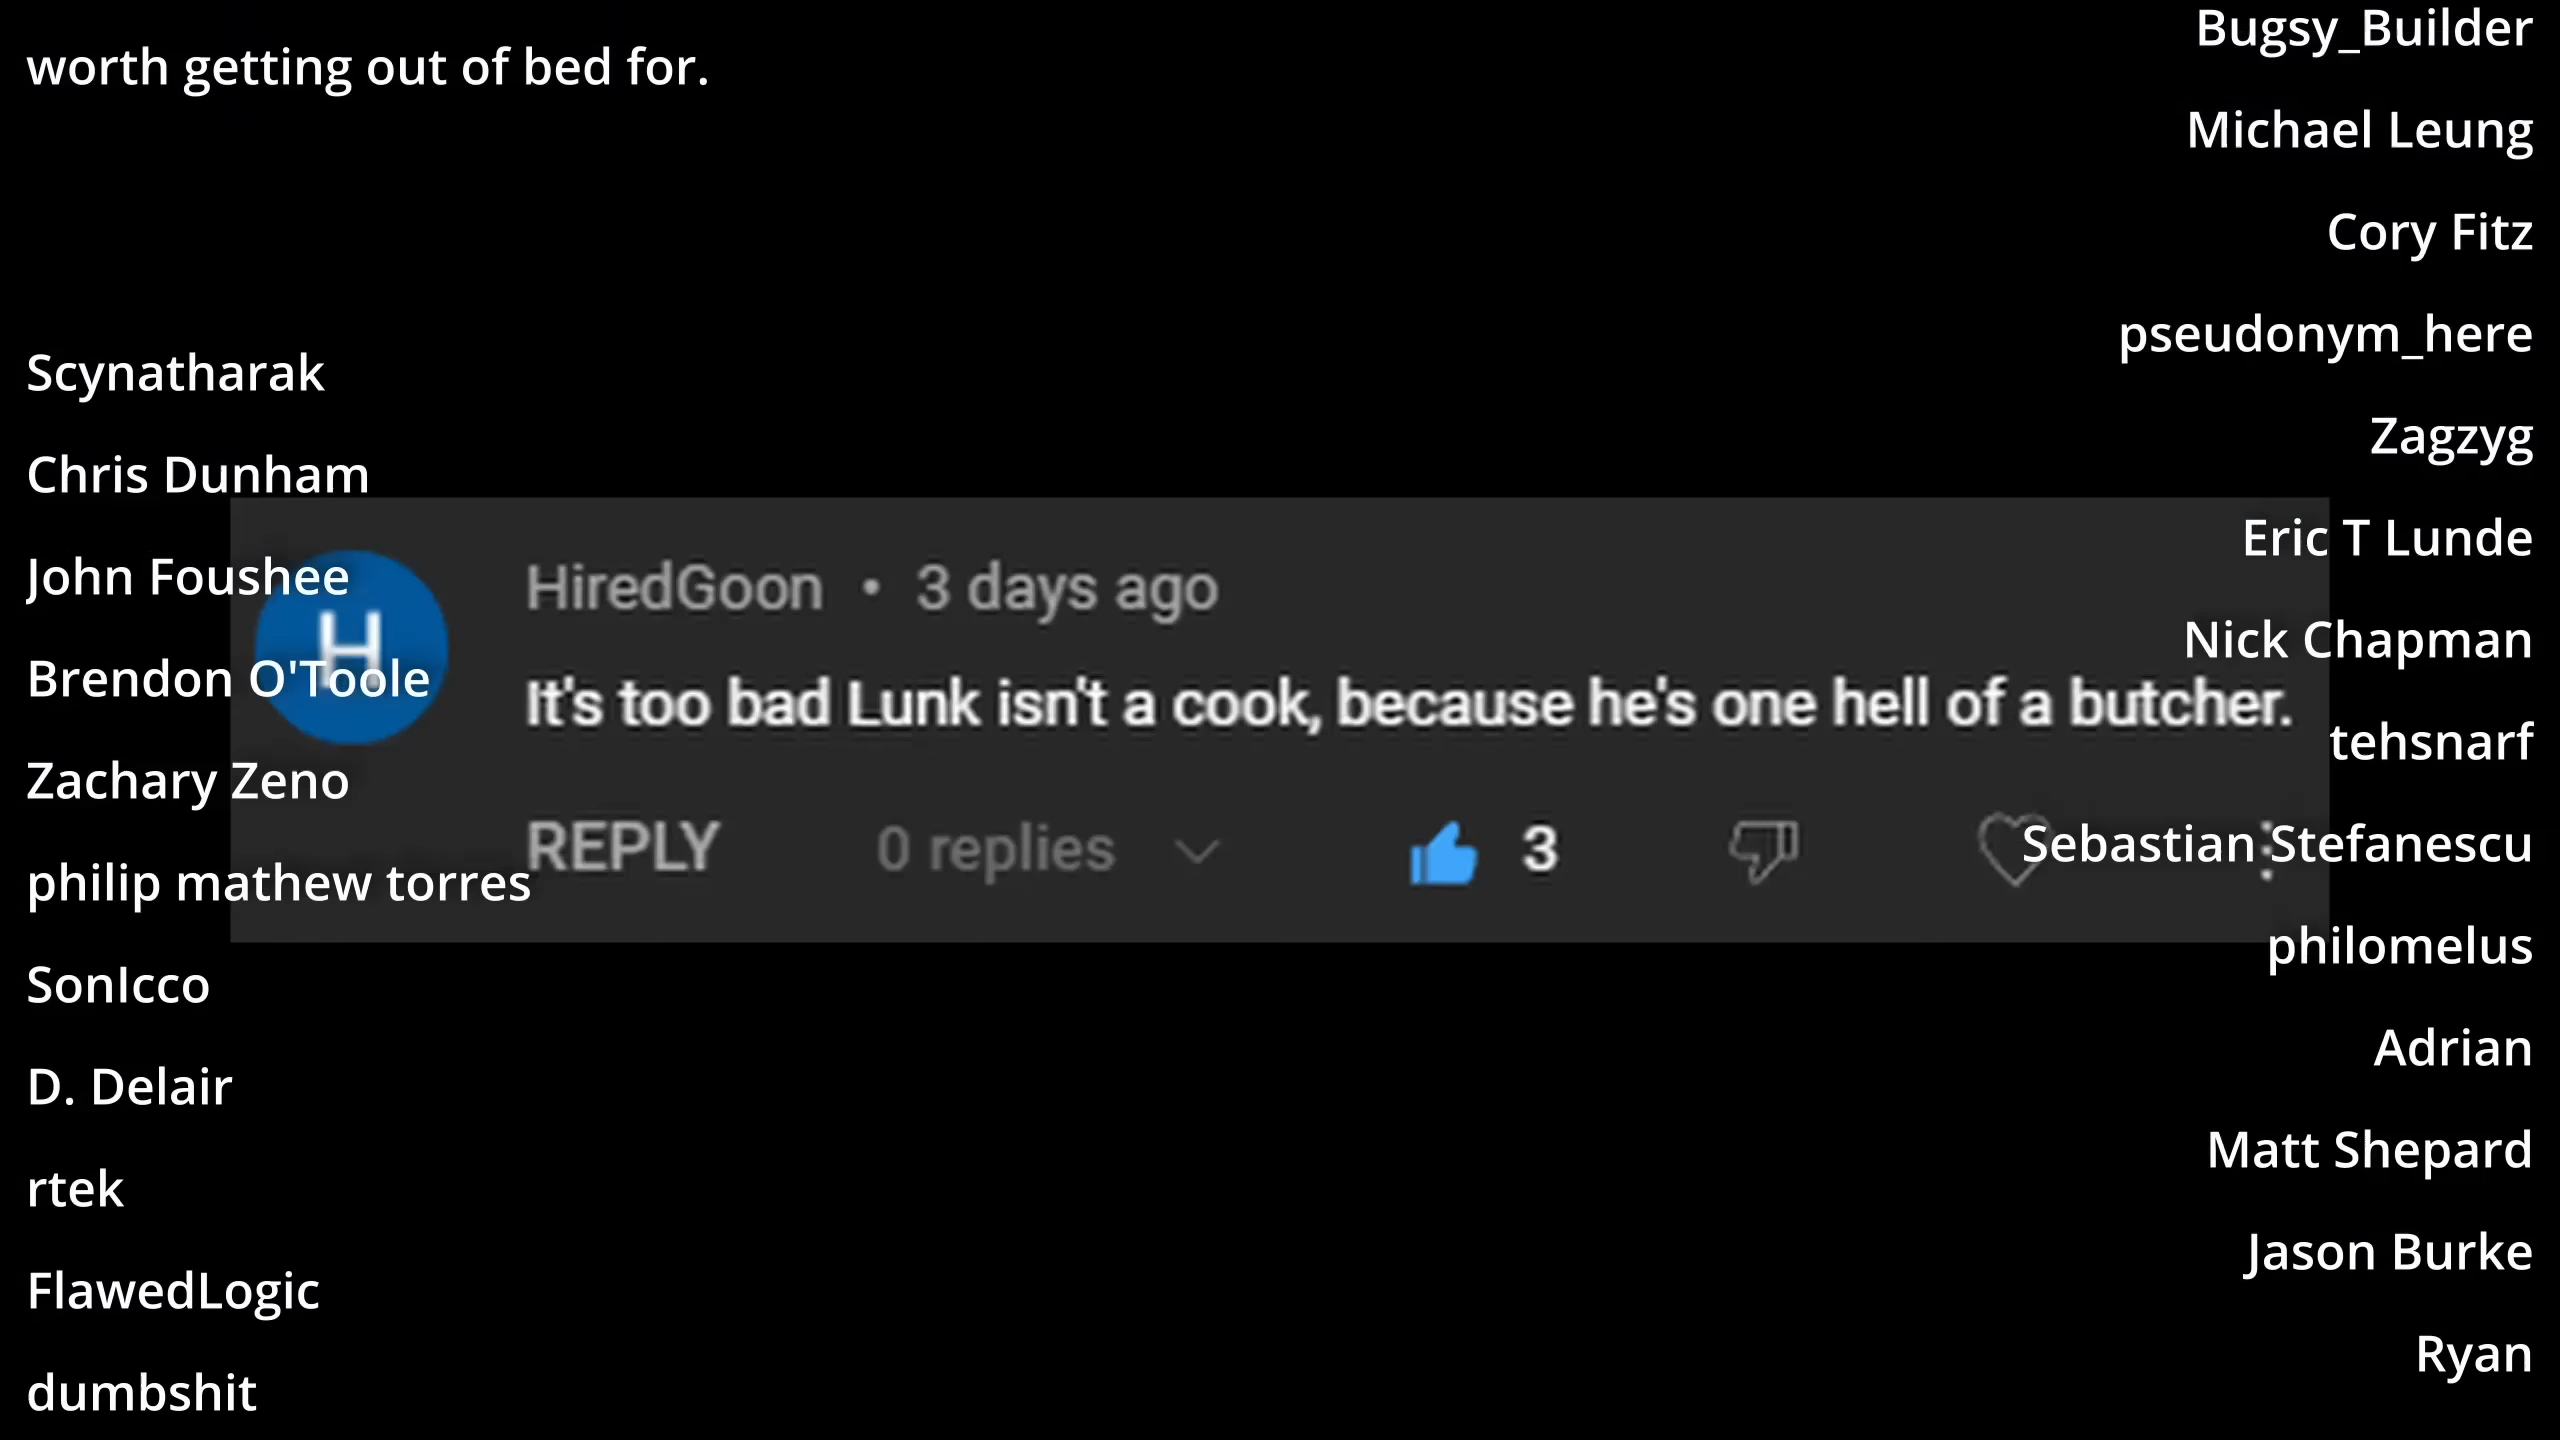 worth getting out of bed for.
Scynatharak
Chris Dunham
John Foushee
Brendon O'Toole
Zachary Zeno
philip mathew torres
SonIcco
D. Delair
rtek
FlawedLogic
dumbshit
H
HiredGoon • 3 days ago
It's too bad Lunk isn't a cook, because he's one hell of a butcher.
REPLY 0 replies 3
Bugsy_Builder
Michael Leung
Cory Fitz
pseudonym_here
Zagzyg
Eric T Lunde
Nick Chapman
tehsnarf
Sebastian Stefanescu
philomelus
Adrian
Matt Shepard
Jason Burke
Ryan